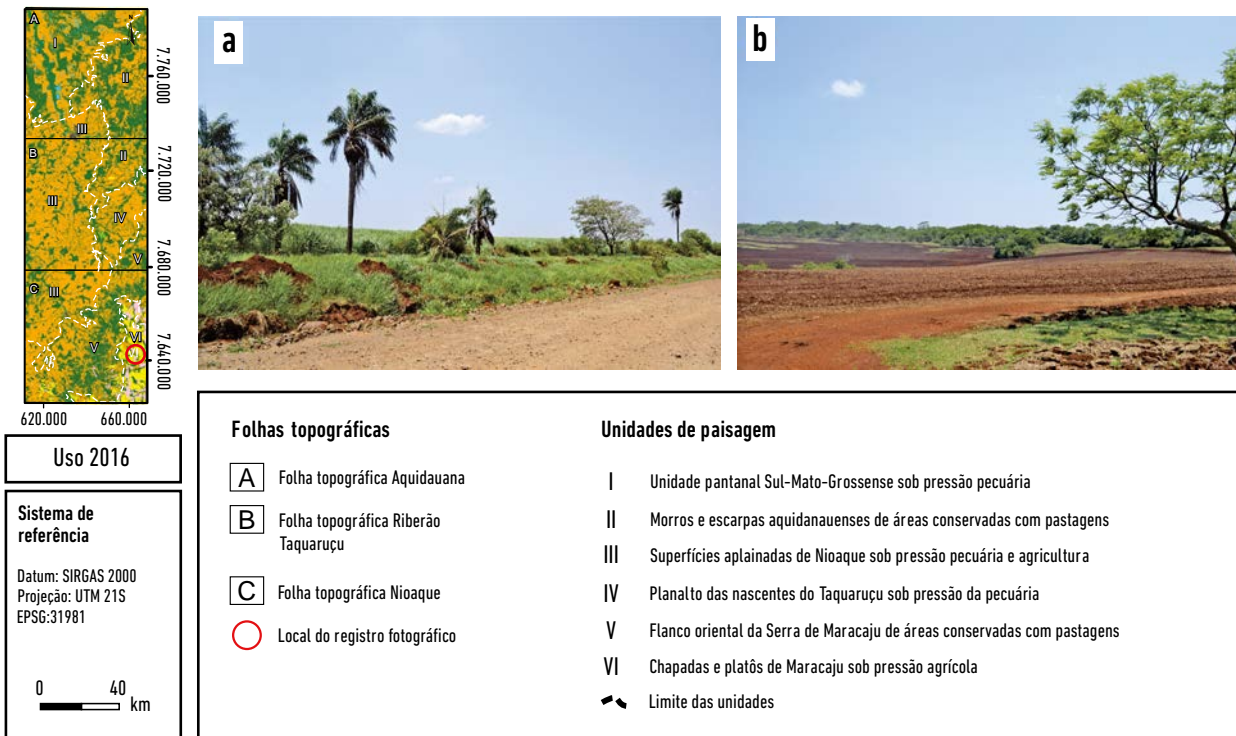 A
I
II
III
B
II
III
IV
V
C
III
V
VI
7.760.000
7.720.000
7.680.000
7.640.000
620.000 660.000
a
b
Uso 2016
Sistema de
referência
Datum: SIRGAS 2000
Projeção: UTM 21S
EPSG:31981
0 40
km
Folhas topográficas
A Folha topográfica Aquidauana
B Folha topográfica Riberão
Taquaruçu
C Folha topográfica Nioaque
Local do registro fotográfico
Unidades de paisagem
I Unidade pantanal Sul-Mato-Grossense sob pressão pecuária
II Morros e escarpas aquidanauenses de áreas conservadas com pastagens
III Superfícies aplainadas de Nioaque sob pressão pecuária e agricultura
IV Planalto das nascentes do Taquaruçu sob pressão da pecuária
V Flanco oriental da Serra de Maracaju de áreas conservadas com pastagens
VI Chapadas e platôs de Maracaju sob pressão agrícola
Limite das unidades